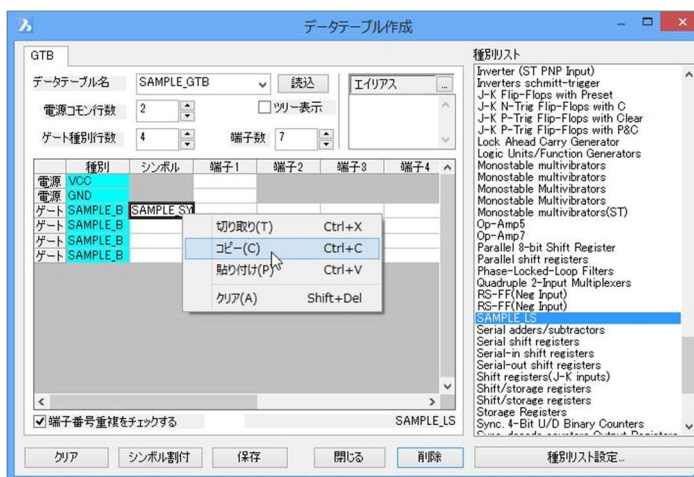 データテーブル作成
GTB
データテーブル名 SAMPLE_GTB 読込 エイリアス ...
電源コモン行数 2 ツリー表示
ゲート種別行数 4 端子数 7
種別 シンボル 端子1 端子2 端子3 端子4
電源 VCC
電源 GND
ゲート SAMPLE_B SAMPLE_SY
ゲート SAMPLE_B
ゲート SAMPLE_B
ゲート SAMPLE_B
切り取り(T) Ctrl+X
コピー(C) Ctrl+C
貼り付け(P) Ctrl+V
クリア(A) Shift+Del
端子番号重複をチェックする SAMPLE_LS
クリア シンボル割付 保存 閉じる 削除
種別リスト
Inverter (ST PNP Input)
Inverters schmitt-trigger
J-K Flip-Flops with Preset
J-K N-Trig Flip-Flops with C
J-K P-Trig Flip-Flops with Clear
J-K P-Trig Flip-Flops with P&C
Lock Ahead Carry Generator
Logic Units/Function Generators
Monostable multivibrators
Monostable Multivibrators
Monostable Multivibrators
Monostable multivibrators
Monostable multivibrators(ST)
Op-Amp5
Op-Amp7
Parallel 8-bit Shift Register
Parallel shift registers
Phase-Locked-Loop Filters
Quadruple 2-Input Multiplexers
RS-FF(Neg Input)
RS-FF(Neg Input)
SAMPLE_LS
Serial adders/subtractors
Serial shift registers
Serial-in shift registers
Serial-out shift registers
Shift registers(J-K inputs)
Shift/storage registers
Shift/storage registers
Storage Registers
Sync. 4-Bit U/D Binary Counters
種別リスト設定...